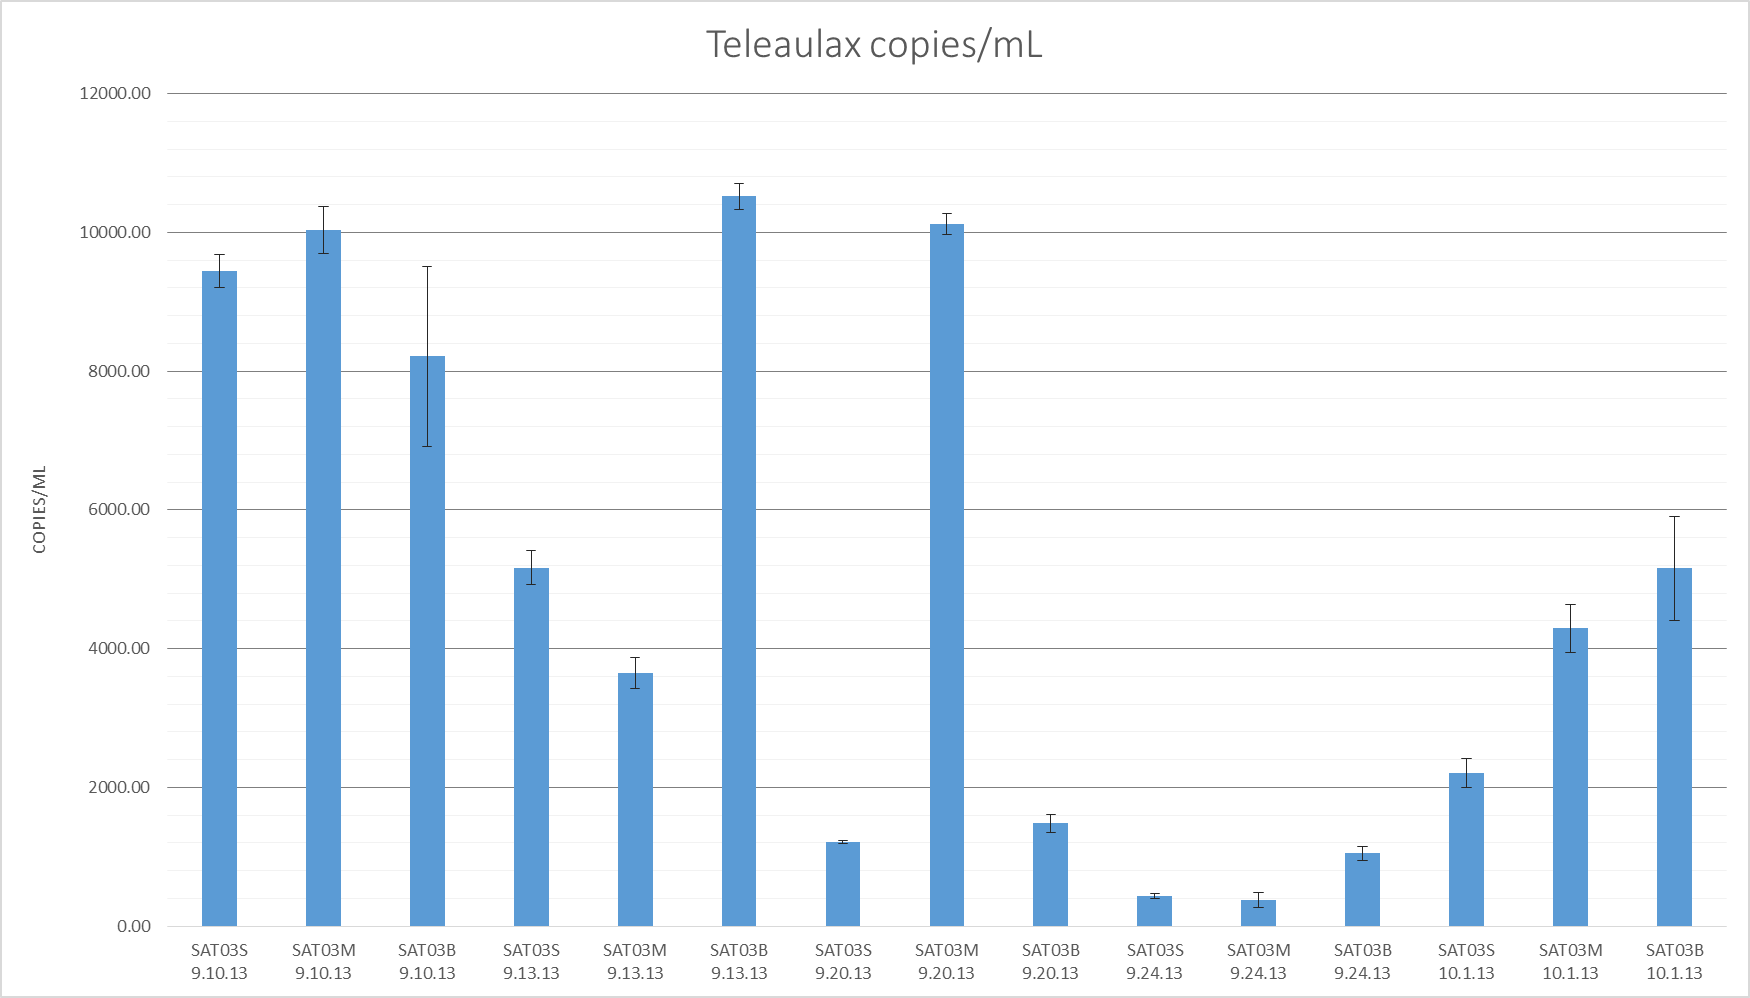 Teleaulax copies/mL
12000.00
10000.00
8000.00
6000.00
4000.00
2000.00
0.00
COPIES/ML
SAT03S SAT03M SAT03B SAT03S SAT03M SAT03B SAT03S SAT03M SAT03B SAT03S SAT03M SAT03B SAT03S SAT03M SAT03B
9.10.13 9.10.13 9.10.13 9.13.13 9.13.13 9.13.13 9.20.13 9.20.13 9.20.13 9.24.13 9.24.13 9.24.13 10.1.13 10.1.13 10.1.13